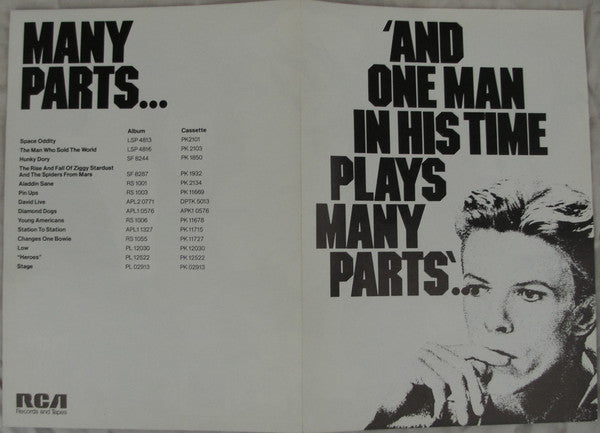 MANY
PARTS...
Album Cassette
Space Oddity LSP 4813 PK2101
The Man Who Sold The World LSP 4816 PK 2103
Hunky Dory SF 8244 PK 1850
The Rise And Fall Of Ziggy Stardust
And The Spiders From Mars SF 8287 PK 1932
Aladdin Sane RS 1001 PK 2134
Pin Ups RS 1003 PK 11669
David Live APL2 0771 DPTK 5013
Diamond Dogs APL1 0576 APK1 0576
Young Americans RS 1006 PK 11678
Station To Station APL1 1327 PK 11715
Changes One Bowie RS 1055 PK 11727
Low PL 12030 PK 12030
"Heroes" PL 12522 PK 12522
Stage PL 02913 PK 02913
RCA
Records and Tapes
'AND
ONE MAN
IN HIS TIME
PLAYS
MANY
PARTS'...